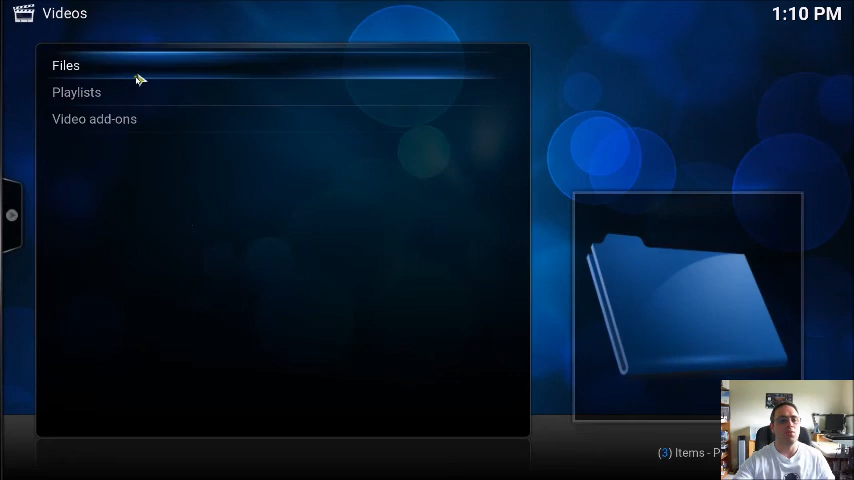 Videos
1:10 PM
Files
Playlists
Video add-ons
(3) Items - P